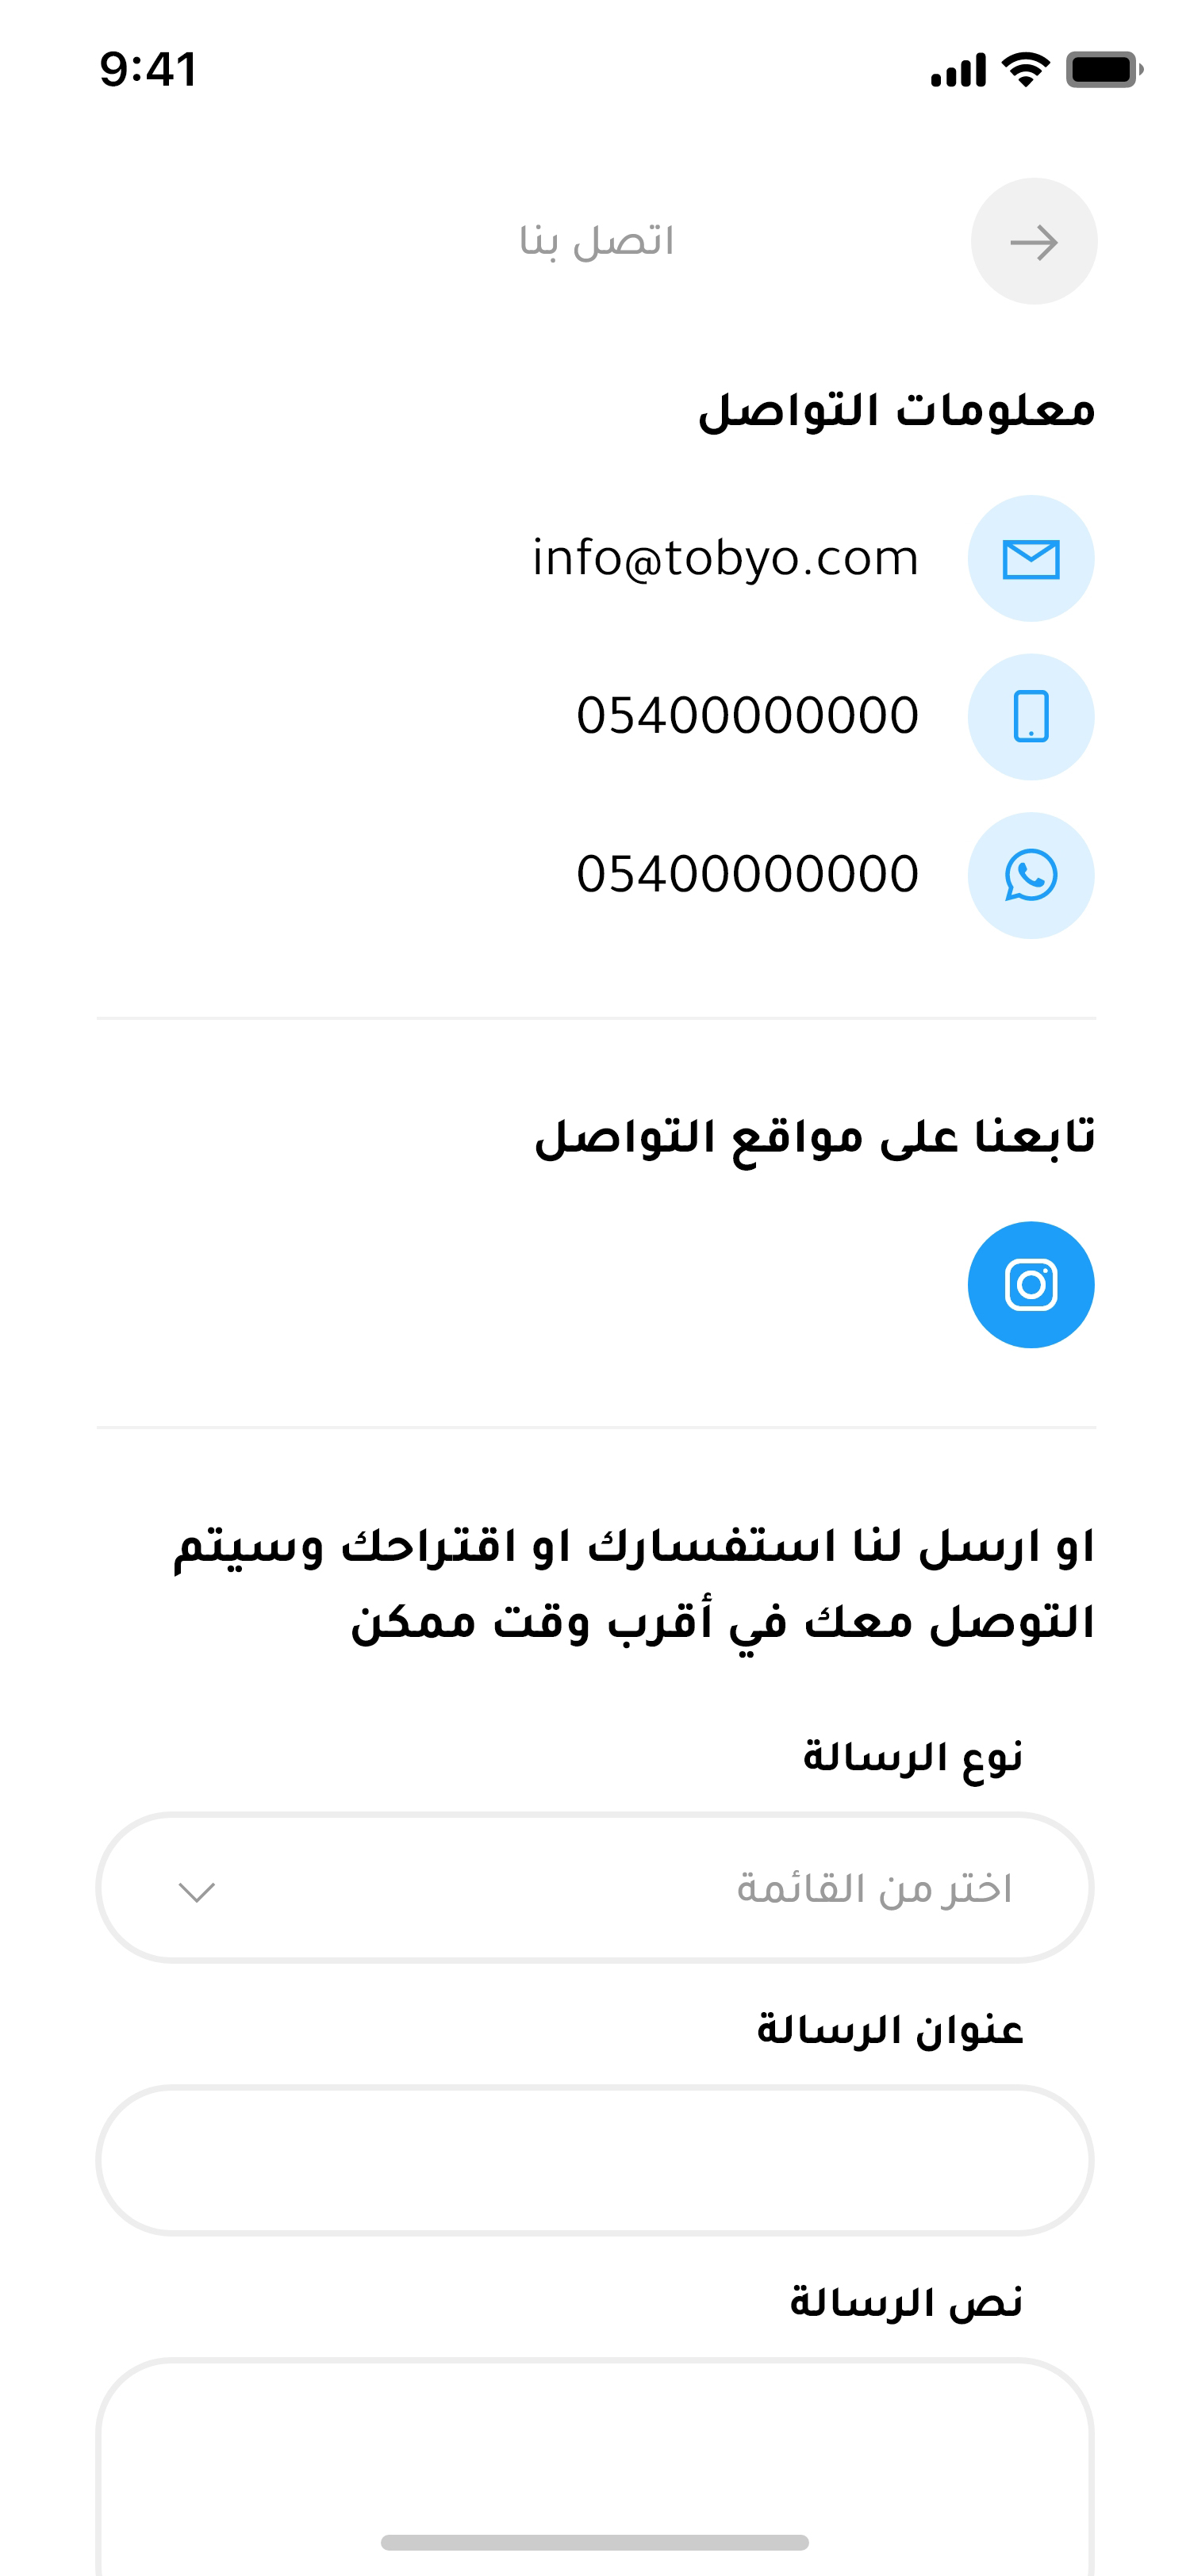 9:41
اتصل بنا
معلومات التواصل
info@tobyo.com
05400000000
05400000000
تابعنا على مواقع التواصل
او ارسل لنا استفسارك او اقتراحك وسيتم
التوصل معك في أقرب وقت ممكن
نوع الرسالة
اختر من القائمة
عنوان الرسالة
نص الرسالة